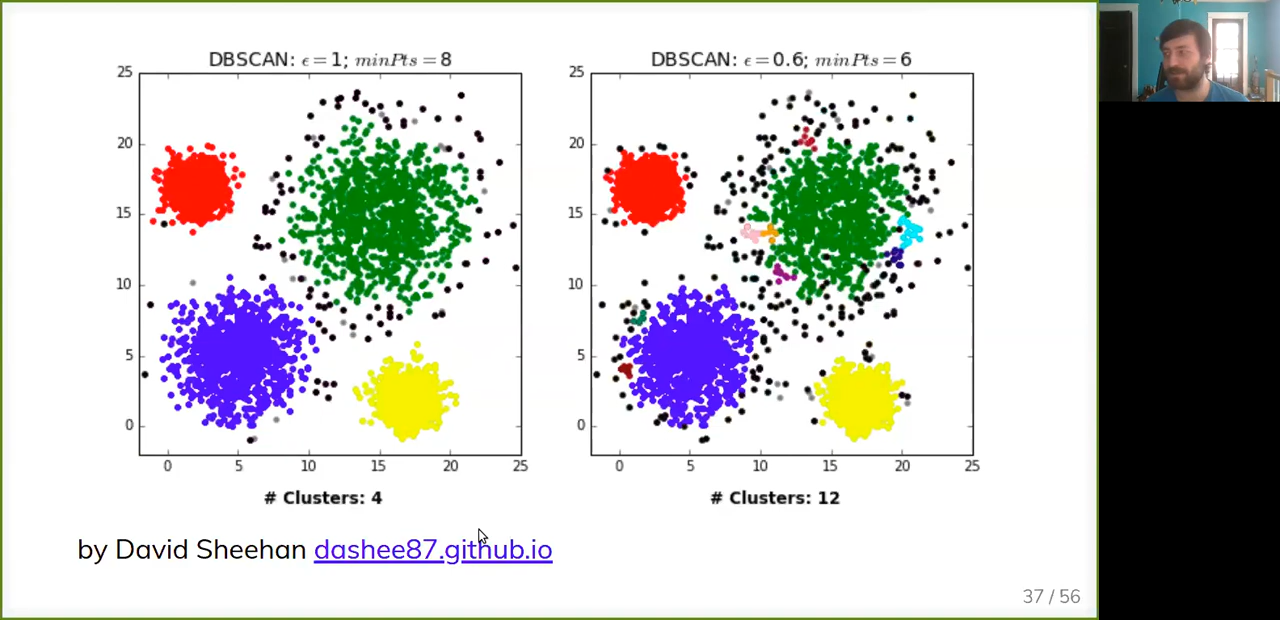 DBSCAN: ϵ = 1; minPts = 8
25
20
15
10
5
0
0 5 10 15 20 25
# Clusters: 4
DBSCAN: ϵ = 0.6; minPts = 6
25
20
15
10
5
0
0 5 10 15 20 25
# Clusters: 12
by David Sheehan dashee87.github.io
37 / 56